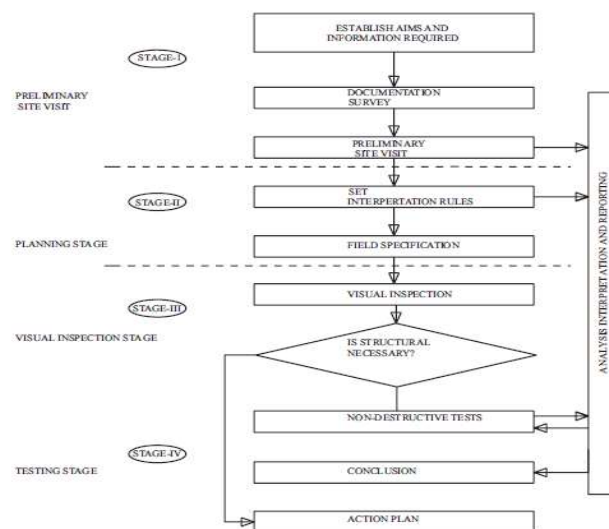 ESTABLISH AIMS AND
INFORMATION REQUIRED
STAGE-I
PRELIMINARY
SITE VISIT
DOCUMENTATION
SURVEY
PRELIMINARY
SITE VISIT
STAGE-II
SET
INTERPERTATION RULES
PLANNING STAGE
FIELD SPECIFICATION
STAGE-III
VISUAL INSPECTION
VISUAL INSPECTION STAGE
IS STRUCTURAL
NECESSARY?
NON-DESTRUCTIVE TESTS
STAGE-IV
TESTING STAGE
CONCLUSION
ACTION PLAN
ANALYSIS INTERPRETATION AND REPORTING